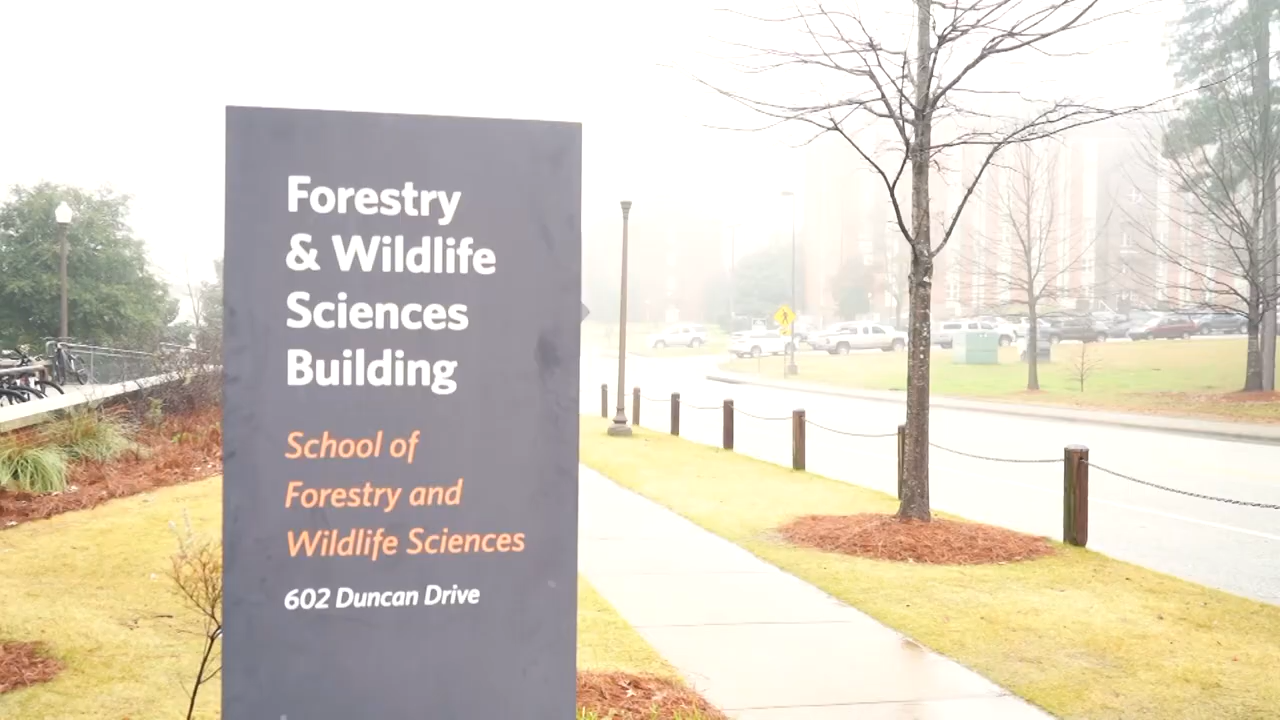 Forestry
& Wildlife
Sciences
Building
School of
Forestry and
Wildlife Sciences
602 Duncan Drive